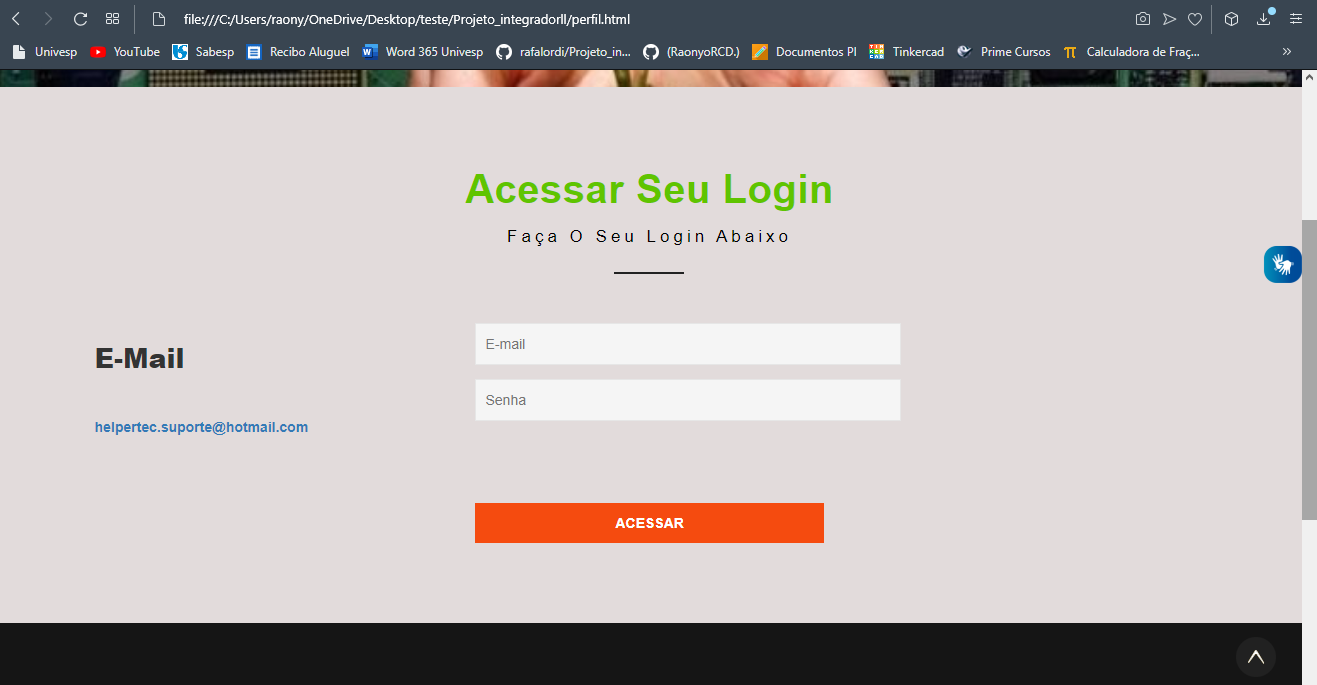 file:///C:/Users/raony/OneDrive/Desktop/teste/Projeto_integradorII/perfil.html
Univesp YouTube Sabesp Recibo Aluguel Word 365 Univesp rafalordi/Projeto_in... (RaonyoRCD.) Documentos PI Tinkercad Prime Cursos Calculadora de Fraç... »
Acessar Seu Login
Faça O Seu Login Abaixo
E-Mail
helpertec.suporte@hotmail.com
E-mail
Senha
ACESSAR